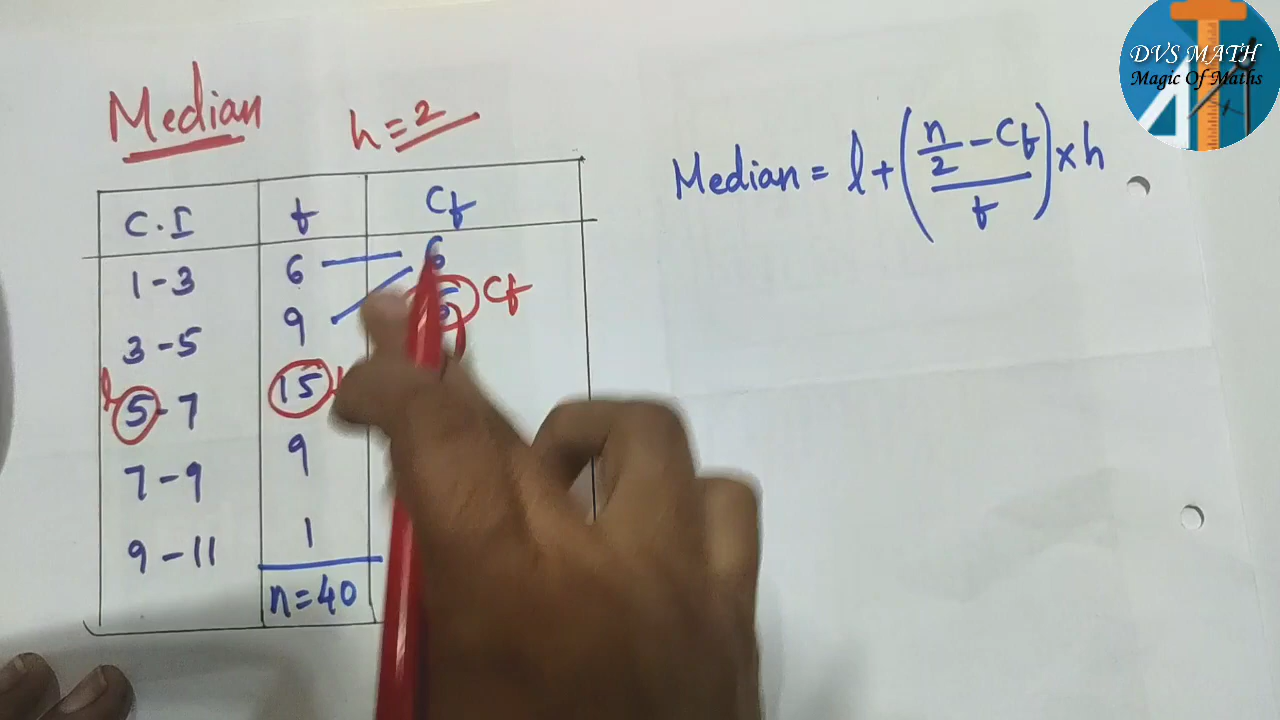 DVS MATH
Magic Of Maths
Median
h=2
Median = l+(n/2 - Cf / f)×h
C.I f Cf
1-3 6 6
3-5 9 Cf
l 5-7 15
7-9 9
9-11 1
n=40